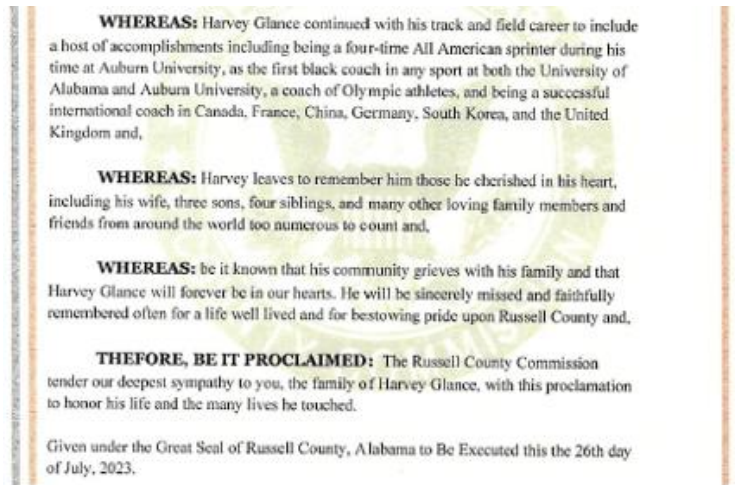 WHEREAS: Harvey Glance continued with his track and field career to include
a host of accomplishments including being a four-time All American sprinter during his
time at Auburn University, as the first black coach in any sport at both the University of
Alabama and Auburn University, a coach of Olympic athletes, and being a successful
international coach in Canada, France, China, Germany, South Korea, and the United
Kingdom and,
WHEREAS: Harvey leaves to remember him those he cherished in his heart,
including his wife, three sons, four siblings, and many other loving family members and
friends from around the world too numerous to count and,
WHEREAS: be it known that his community grieves with his family and that
Harvey Glance will forever be in our hearts. He will be sincerely missed and faithfully
remembered often for a life well lived and for bestowing pride upon Russell County and,
THEFORE, BE IT PROCLAIMED: The Russell County Commission
tender our deepest sympathy to you, the family of Harvey Glance, with this proclamation
to honor his life and the many lives he touched.
Given under the Great Seal of Russell County, Alabama to Be Executed this the 26th day
of July, 2023.